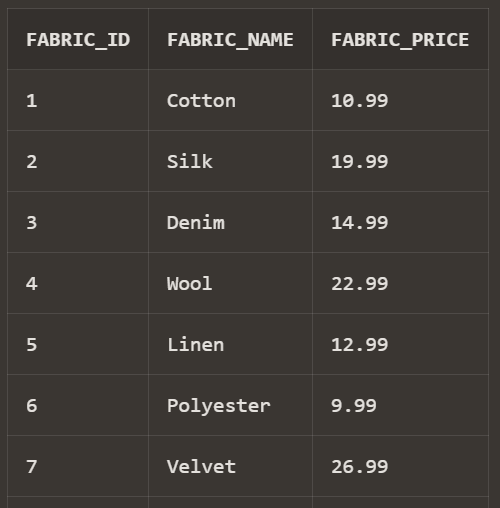 FABRIC_ID FABRIC_NAME FABRIC_PRICE
1 Cotton 10.99
2 Silk 19.99
3 Denim 14.99
4 Wool 22.99
5 Linen 12.99
6 Polyester 9.99
7 Velvet 26.99